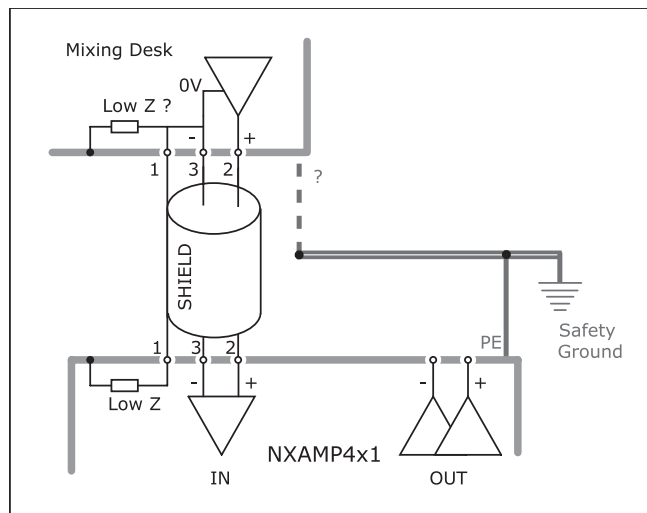 Mixing Desk
0V
Low Z ?
- +
1 3 2
?
SHIELD
1 3 2
PE
Safety
Ground
- + - +
Low Z
NXAMP4x1
IN OUT